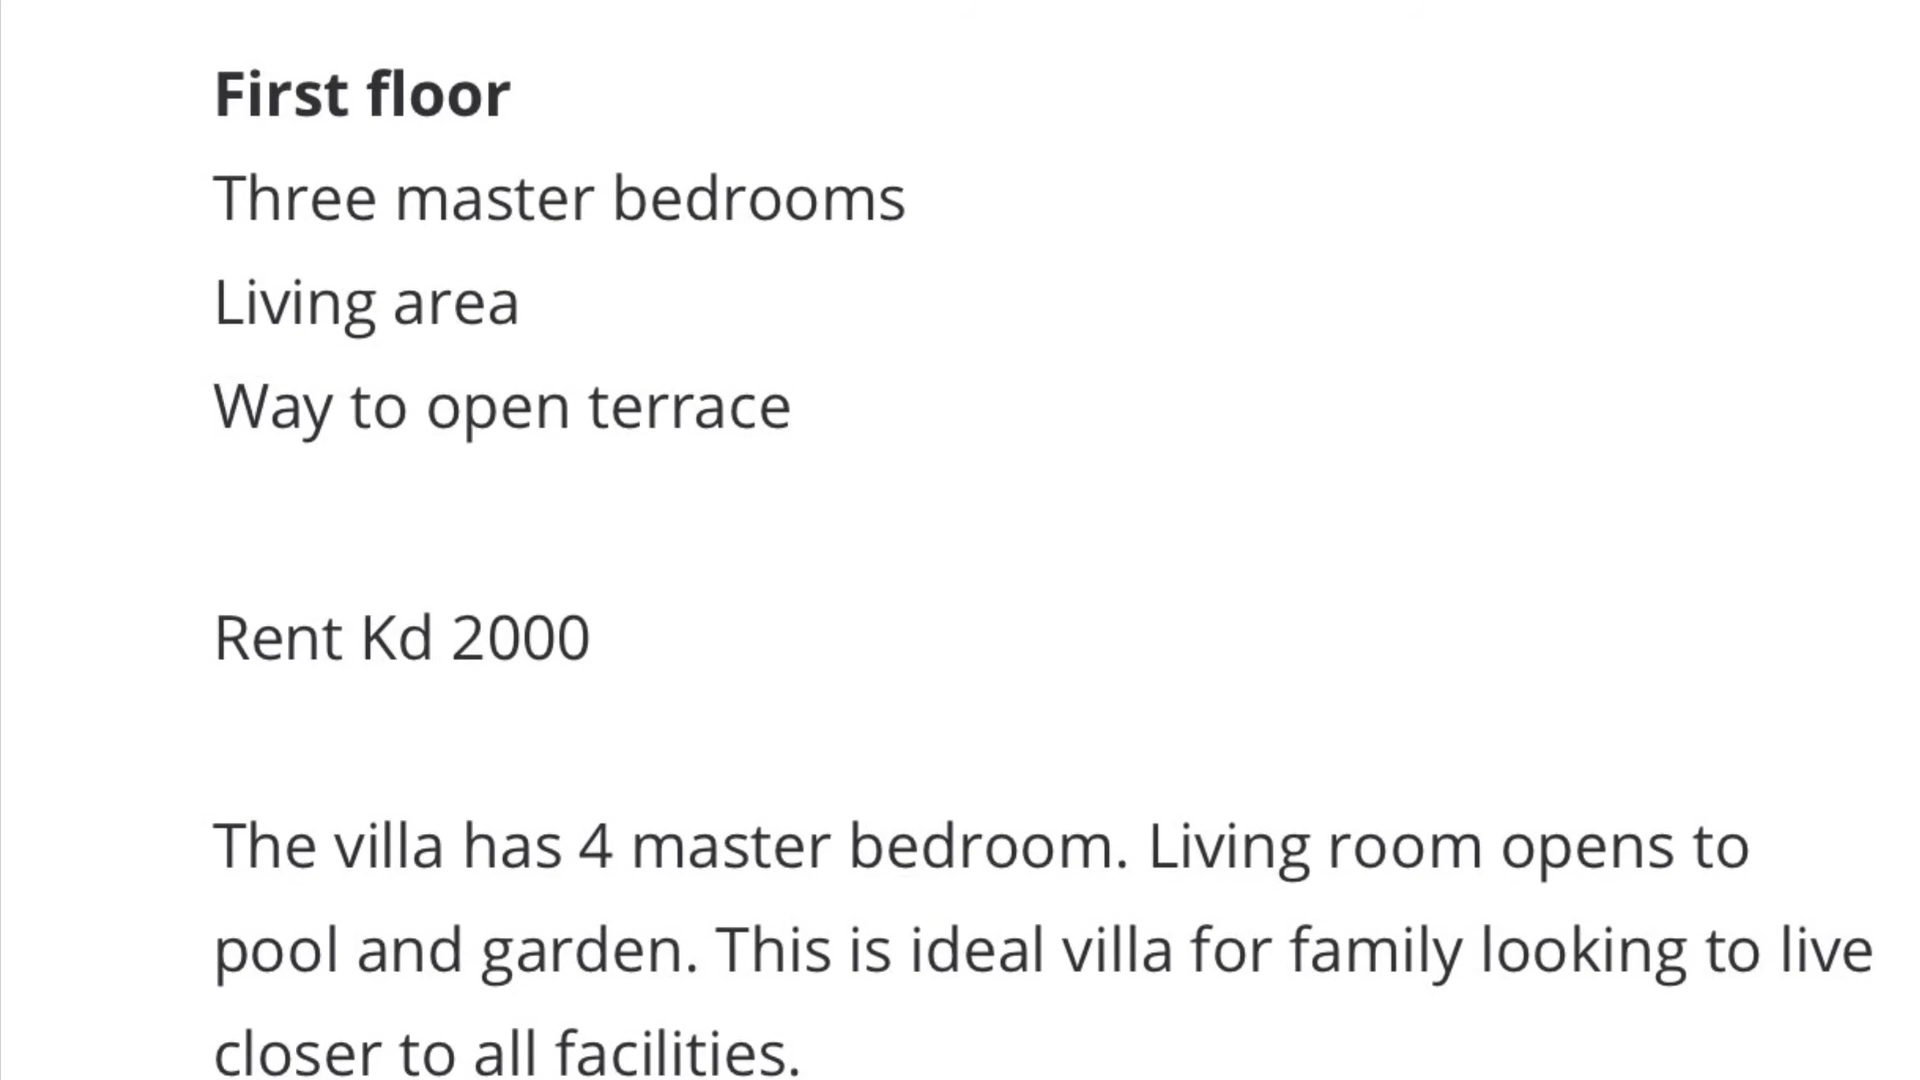 First floor
Three master bedrooms
Living area
Way to open terrace
Rent Kd 2000
The villa has 4 master bedroom. Living room opens to
pool and garden. This is ideal villa for family looking to live
closer to all facilities.